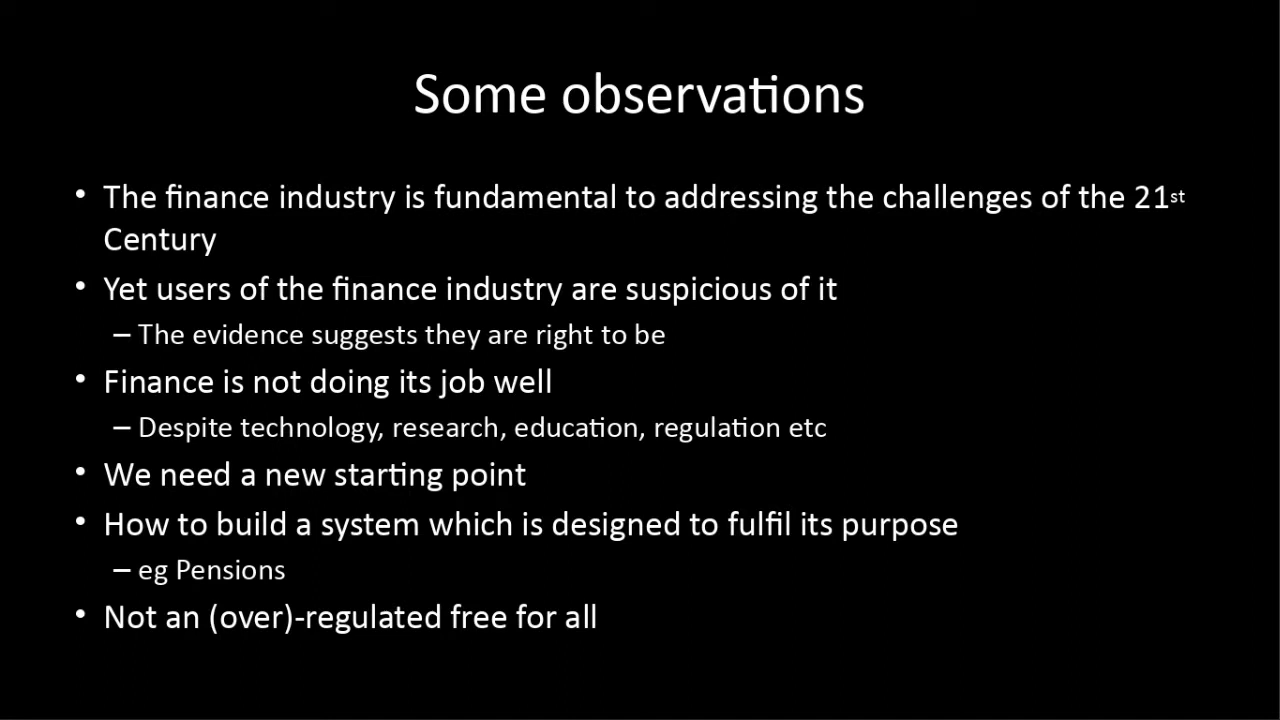 Some observations
• The finance industry is fundamental to addressing the challenges of the 21st
Century
• Yet users of the finance industry are suspicious of it
– The evidence suggests they are right to be
• Finance is not doing its job well
– Despite technology, research, education, regulation etc
• We need a new starting point
• How to build a system which is designed to fulfil its purpose
– eg Pensions
• Not an (over)-regulated free for all